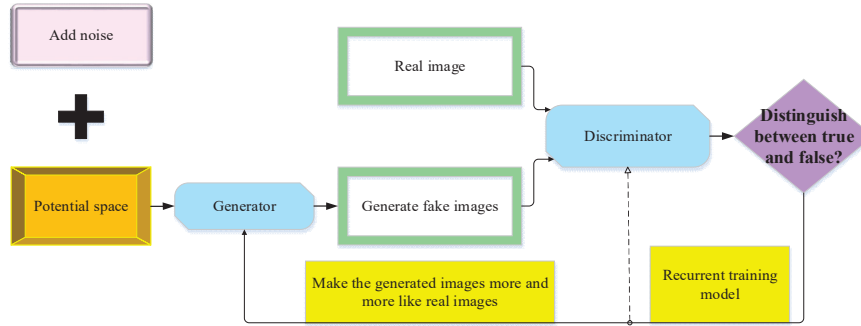 Add noise
Real image
Discriminator
Distinguish
between true
and false?
Potential space
Generator
Generate fake images
Make the generated images more and
more like real images
Recurrent training
model